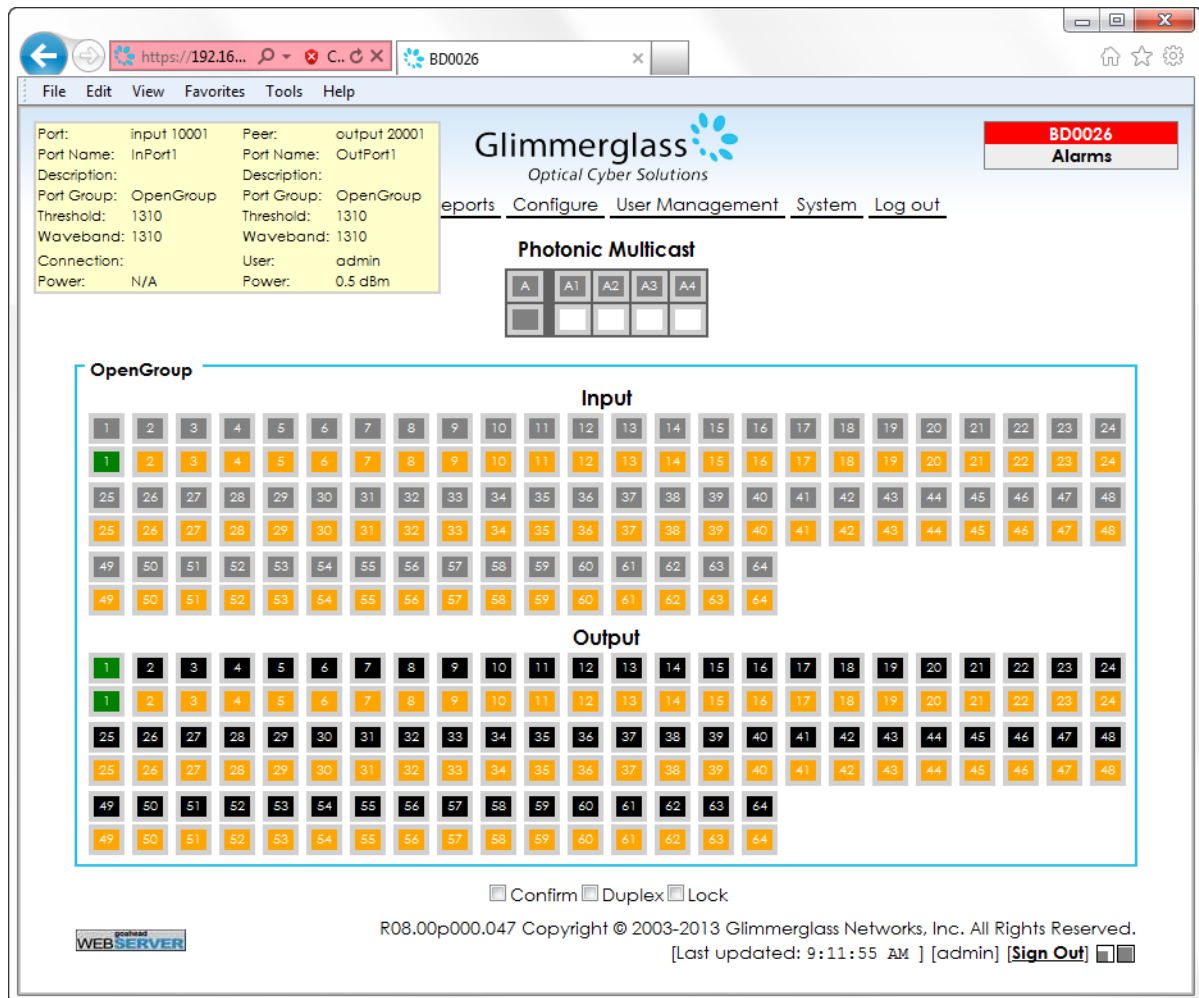 https://192.16... C.. BD0026
File Edit View Favorites Tools Help
Port: input 10001 Peer: output 20001
Port Name: InPort1 Port Name: OutPort1
Description: Description:
Port Group: OpenGroup Port Group: OpenGroup
Threshold: 1310 Threshold: 1310
Waveband: 1310 Waveband: 1310
Connection: User: admin
Power: N/A Power: 0.5 dBm
Glimmerglass
Optical Cyber Solutions
BD0026
Alarms
eports Configure User Management System Log out
Photonic Multicast
A A1 A2 A3 A4
OpenGroup
Input
1 2 3 4 5 6 7 8 9 10 11 12 13 14 15 16 17 18 19 20 21 22 23 24
1 2 3 4 5 6 7 8 9 10 11 12 13 14 15 16 17 18 19 20 21 22 23 24
25 26 27 28 29 30 31 32 33 34 35 36 37 38 39 40 41 42 43 44 45 46 47 48
25 26 27 28 29 30 31 32 33 34 35 36 37 38 39 40 41 42 43 44 45 46 47 48
49 50 51 52 53 54 55 56 57 58 59 60 61 62 63 64
49 50 51 52 53 54 55 56 57 58 59 60 61 62 63 64
Output
1 2 3 4 5 6 7 8 9 10 11 12 13 14 15 16 17 18 19 20 21 22 23 24
1 2 3 4 5 6 7 8 9 10 11 12 13 14 15 16 17 18 19 20 21 22 23 24
25 26 27 28 29 30 31 32 33 34 35 36 37 38 39 40 41 42 43 44 45 46 47 48
25 26 27 28 29 30 31 32 33 34 35 36 37 38 39 40 41 42 43 44 45 46 47 48
49 50 51 52 53 54 55 56 57 58 59 60 61 62 63 64
49 50 51 52 53 54 55 56 57 58 59 60 61 62 63 64
Confirm Duplex Lock
goahead
WEBSERVER
R08.00p000.047 Copyright © 2003-2013 Glimmerglass Networks, Inc. All Rights Reserved.
[Last updated: 9:11:55 AM ] [admin] [Sign Out]